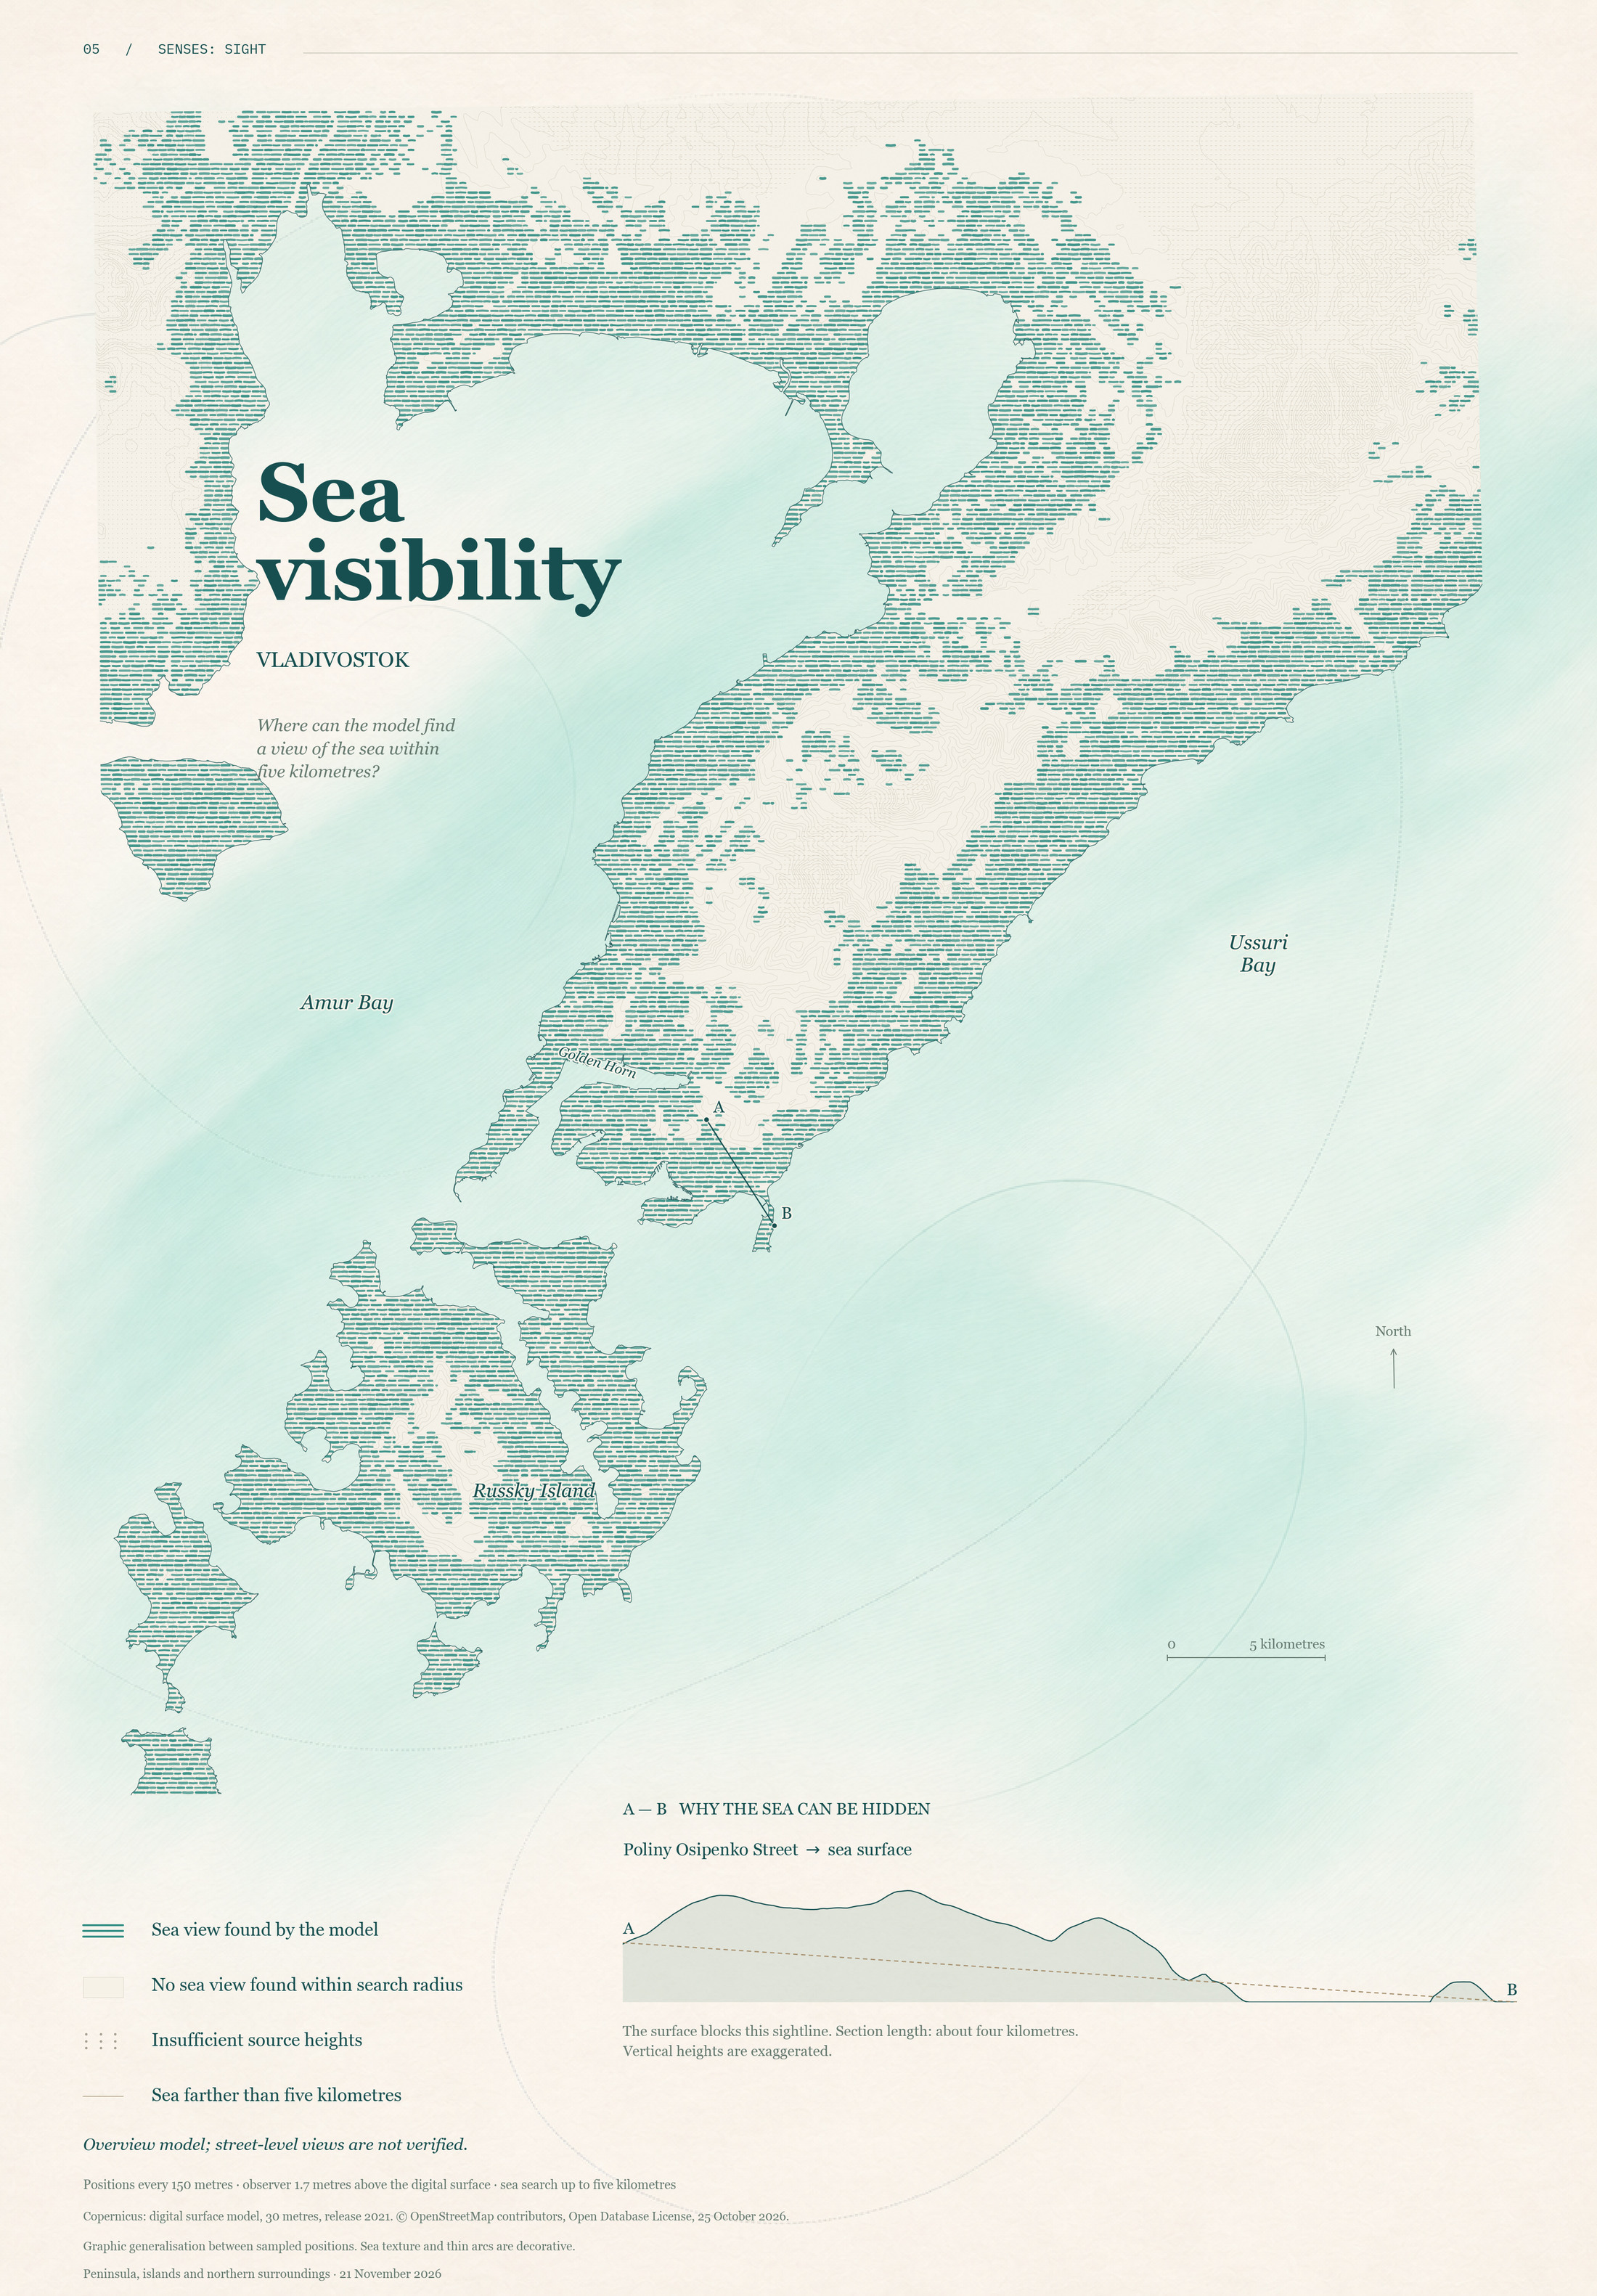 05 / SENSES: SIGHT
Sea
visibility
VLADIVOSTOK
Where can the model find
a view of the sea within
five kilometres?
Ussuri
Bay
Amur Bay
Golden Horn
A
B
North
Russky Island
0 5 kilometres
A — B WHY THE SEA CAN BE HIDDEN
Poliny Osipenko Street → sea surface
A
B
The surface blocks this sightline. Section length: about four kilometres.
Vertical heights are exaggerated.
Sea view found by the model
No sea view found within search radius
Insufficient source heights
Sea farther than five kilometres
Overview model; street-level views are not verified.
Positions every 150 metres · observer 1.7 metres above the digital surface · sea search up to five kilometres
Copernicus: digital surface model, 30 metres, release 2021. © OpenStreetMap contributors, Open Database License, 25 October 2026.
Graphic generalisation between sampled positions. Sea texture and thin arcs are decorative.
Peninsula, islands and northern surroundings · 21 November 2026